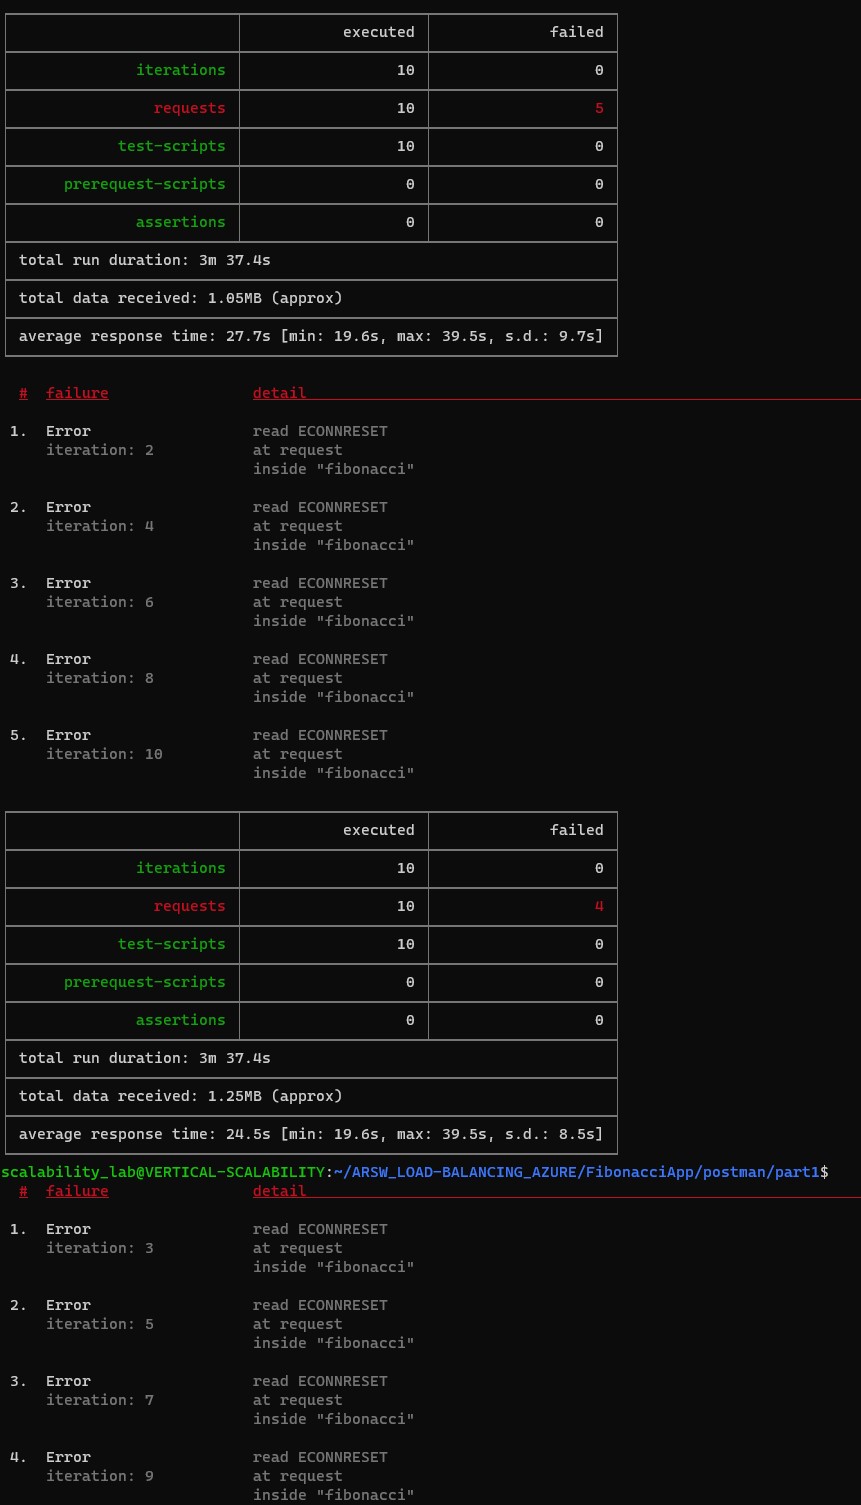 executed failed
iterations 10 0
requests 10 5
test-scripts 10 0
prerequest-scripts 0 0
assertions 0 0
total run duration: 3m 37.4s
total data received: 1.05MB (approx)
average response time: 27.7s [min: 19.6s, max: 39.5s, s.d.: 9.7s]
# failure detail
1. Error read ECONNRESET
iteration: 2 at request
inside "fibonacci"
2. Error read ECONNRESET
iteration: 4 at request
inside "fibonacci"
3. Error read ECONNRESET
iteration: 6 at request
inside "fibonacci"
4. Error read ECONNRESET
iteration: 8 at request
inside "fibonacci"
5. Error read ECONNRESET
iteration: 10 at request
inside "fibonacci"
executed failed
iterations 10 0
requests 10 4
test-scripts 10 0
prerequest-scripts 0 0
assertions 0 0
total run duration: 3m 37.4s
total data received: 1.25MB (approx)
average response time: 24.5s [min: 19.6s, max: 39.5s, s.d.: 8.5s]
scalability_lab@VERTICAL-SCALABILITY:~/ARSW_LOAD-BALANCING_AZURE/FibonacciApp/postman/part1$
# failure detail
1. Error read ECONNRESET
iteration: 3 at request
inside "fibonacci"
2. Error read ECONNRESET
iteration: 5 at request
inside "fibonacci"
3. Error read ECONNRESET
iteration: 7 at request
inside "fibonacci"
4. Error read ECONNRESET
iteration: 9 at request
inside "fibonacci"